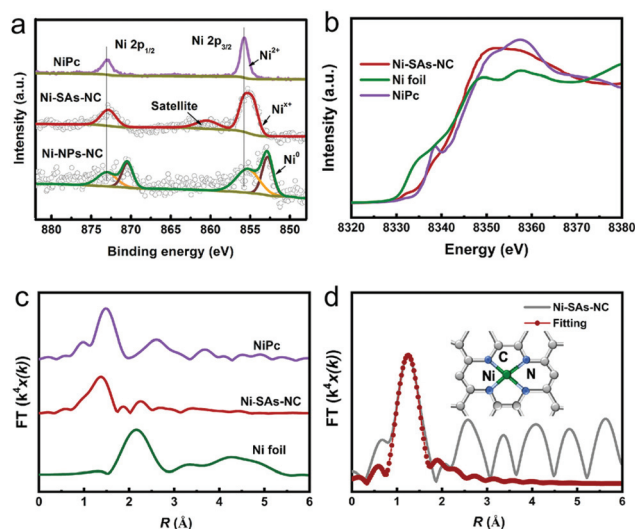 a
Intensity (a.u.)
Ni 2p1/2
Ni 2p3/2
NiPc
Ni2+
Ni-SAs-NC
Satellite
Nix+
Ni-NPs-NC
Ni0
880 875 870 865 860 855 850
Binding energy (eV)
b
Intensity (a.u.)
Ni-SAs-NC
Ni foil
NiPc
8320 8330 8340 8350 8360 8370 8380
Energy (eV)
c
FT (k4x(k))
NiPc
Ni-SAs-NC
Ni foil
0 1 2 3 4 5 6
R (Å)
d
FT (k4x(k))
Ni-SAs-NC
Fitting
C
Ni
N
0 1 2 3 4 5 6
R (Å)